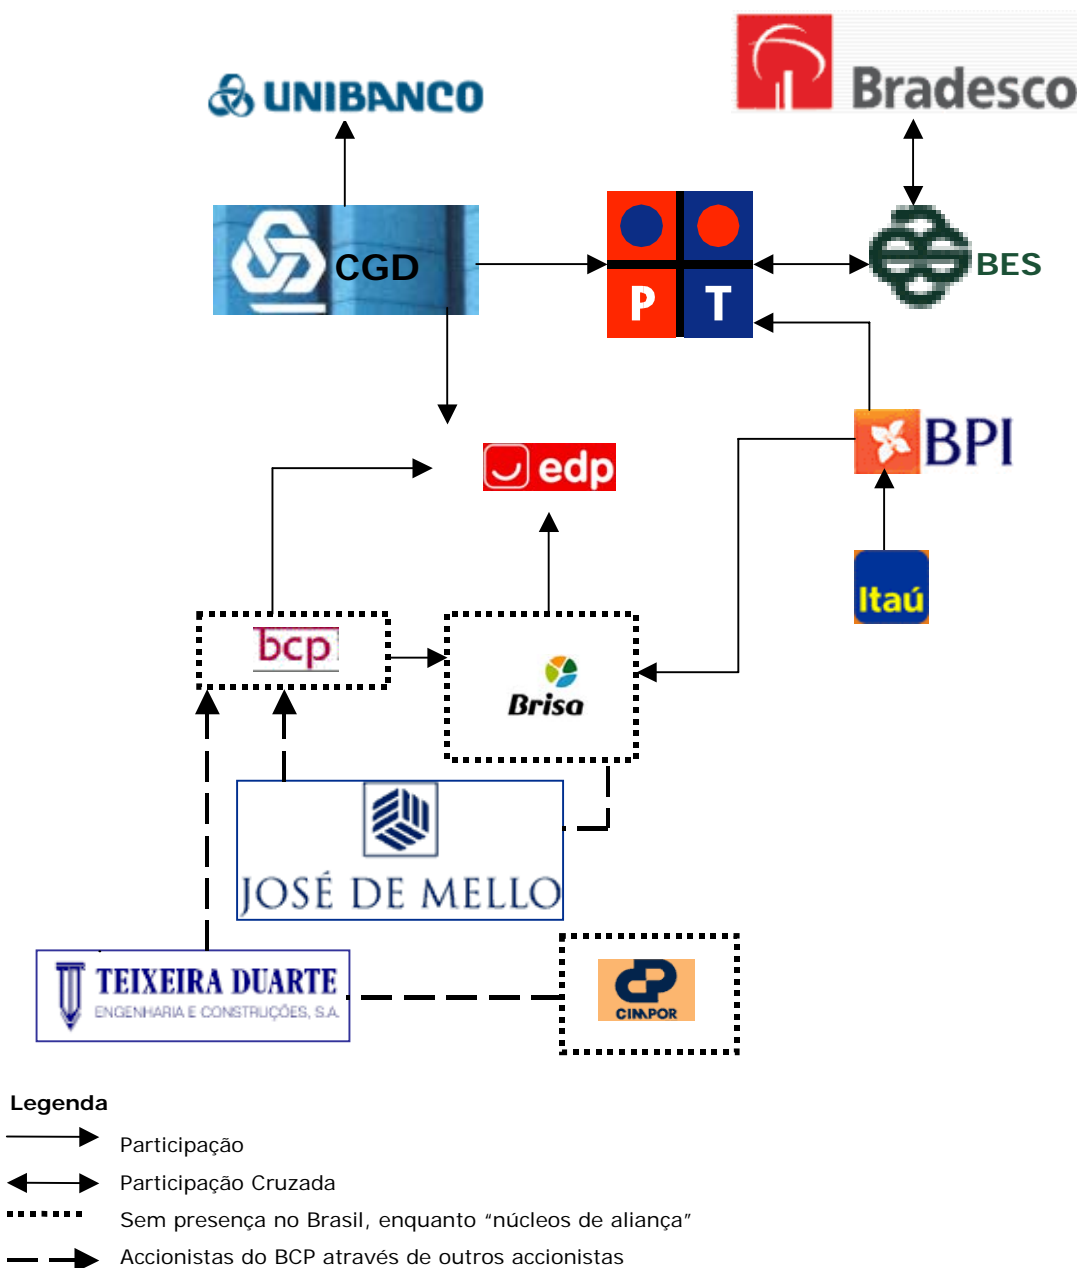 UNIBANCO
Bradesco
CGD
P T
BES
BPI
edp
Itaú
bcp
Brisa
JOSÉ DE MELLO
TEIXEIRA DUARTE
ENGENHARIA E CONSTRUÇÕES, S.A.
CIMPOR
Legenda
Participação
Participação Cruzada
Sem presença no Brasil, enquanto “núcleos de aliança”
Accionistas do BCP através de outros accionistas